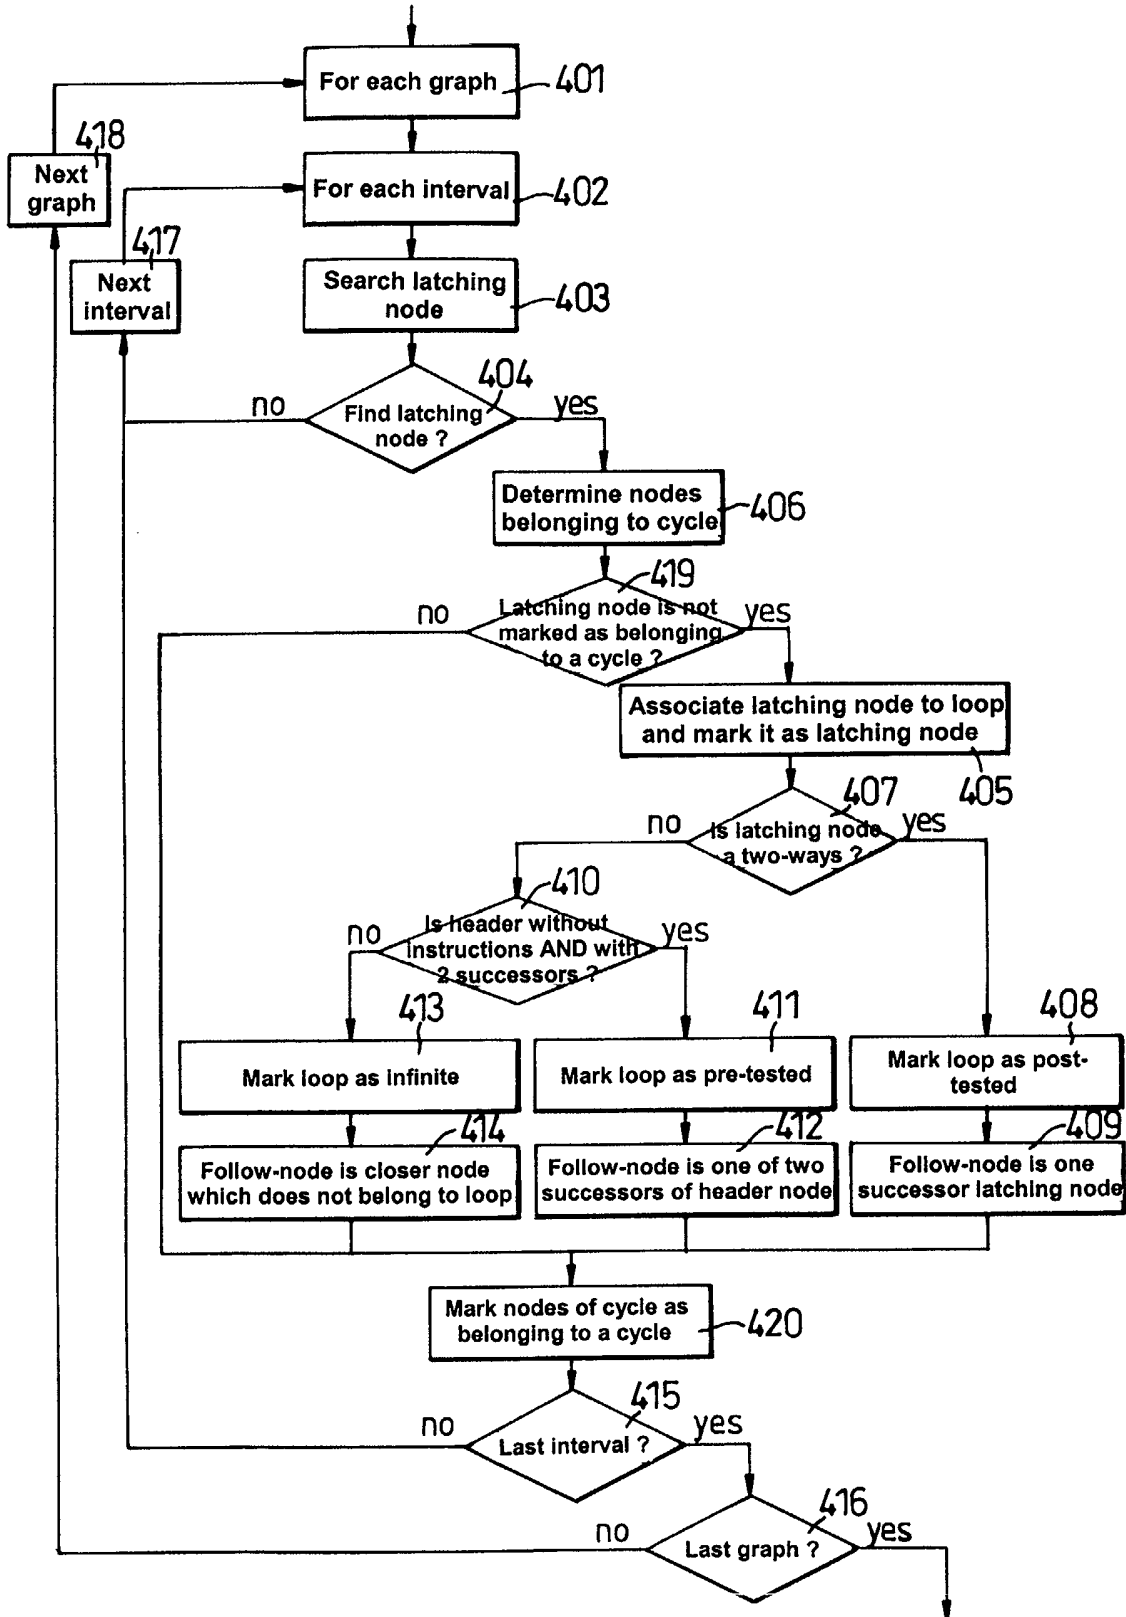 For each graph
401
418
Next
graph
For each interval
402
417
Next
interval
Search latching
node
403
404
no
Find latching
node ?
yes
Determine nodes
belonging to cycle
406
419
no
Latching node is not
marked as belonging
to a cycle ?
yes
Associate latching node to loop
and mark it as latching node
405
407
no
Is latching node
a two-ways ?
yes
410
no
Is header without
instructions AND with
2 successors ?
yes
413
Mark loop as infinite
411
Mark loop as pre-tested
408
Mark loop as post-
tested
414
Follow-node is closer node
which does not belong to loop
412
Follow-node is one of two
successors of header node
409
Follow-node is one
successor latching node
Mark nodes of cycle as
belonging to a cycle
420
415
no
Last interval ?
yes
416
no
Last graph ?
yes